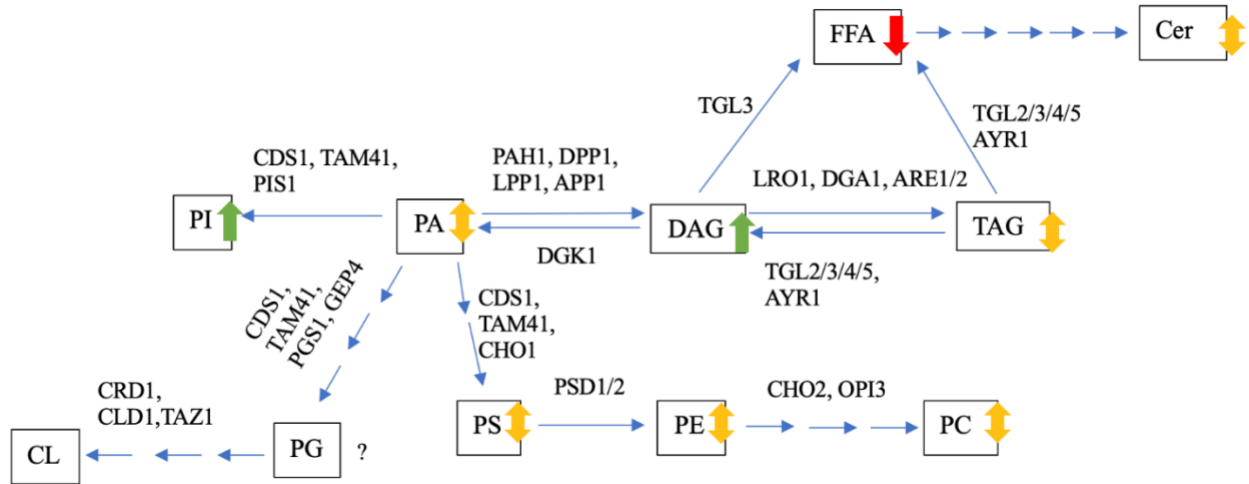 FFA
Cer
TGL3
TGL2/3/4/5
AYR1
CDS1, TAM41,
PIS1
PAH1, DPP1,
LPP1, APP1
LRO1, DGA1, ARE1/2
PI
PA
DAG
TAG
DGK1
TGL2/3/4/5,
AYR1
CDS1,
TAM41,
PGS1, GEP4
CDS1,
TAM41,
CHO1
CRD1,
CLD1,TAZ1
PSD1/2
CHO2, OPI3
PS
PE
PC
CL
PG
?